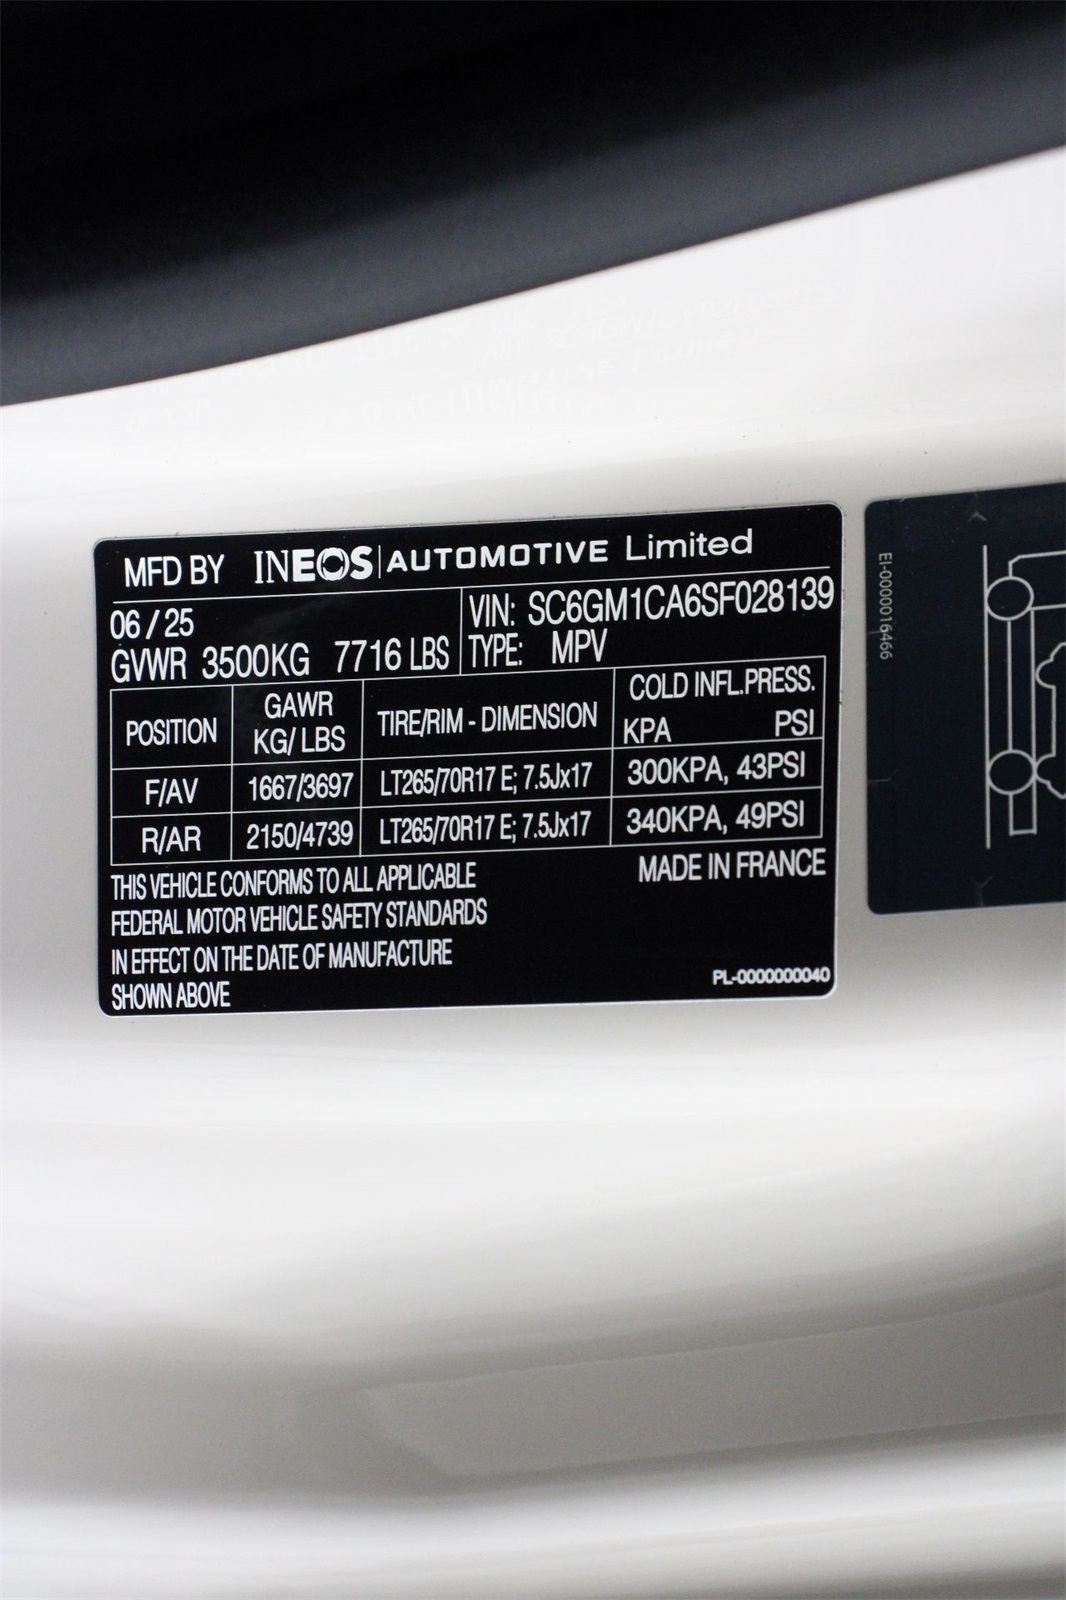 MFD BY INEOS AUTOMOTIVE Limited
06 / 25
GVWR 3500KG 7716 LBS
VIN: SC6GM1CA6SF028139
TYPE: MPV
POSITION GAWR KG/ LBS TIRE/RIM - DIMENSION COLD INFL.PRESS. KPA PSI
F/AV 1667/3697 LT265/70R17 E; 7.5Jx17 300KPA, 43PSI
R/AR 2150/4739 LT265/70R17 E; 7.5Jx17 340KPA, 49PSI
THIS VEHICLE CONFORMS TO ALL APPLICABLE
FEDERAL MOTOR VEHICLE SAFETY STANDARDS
IN EFFECT ON THE DATE OF MANUFACTURE
SHOWN ABOVE
MADE IN FRANCE
PL-0000000040
EI-0000016466